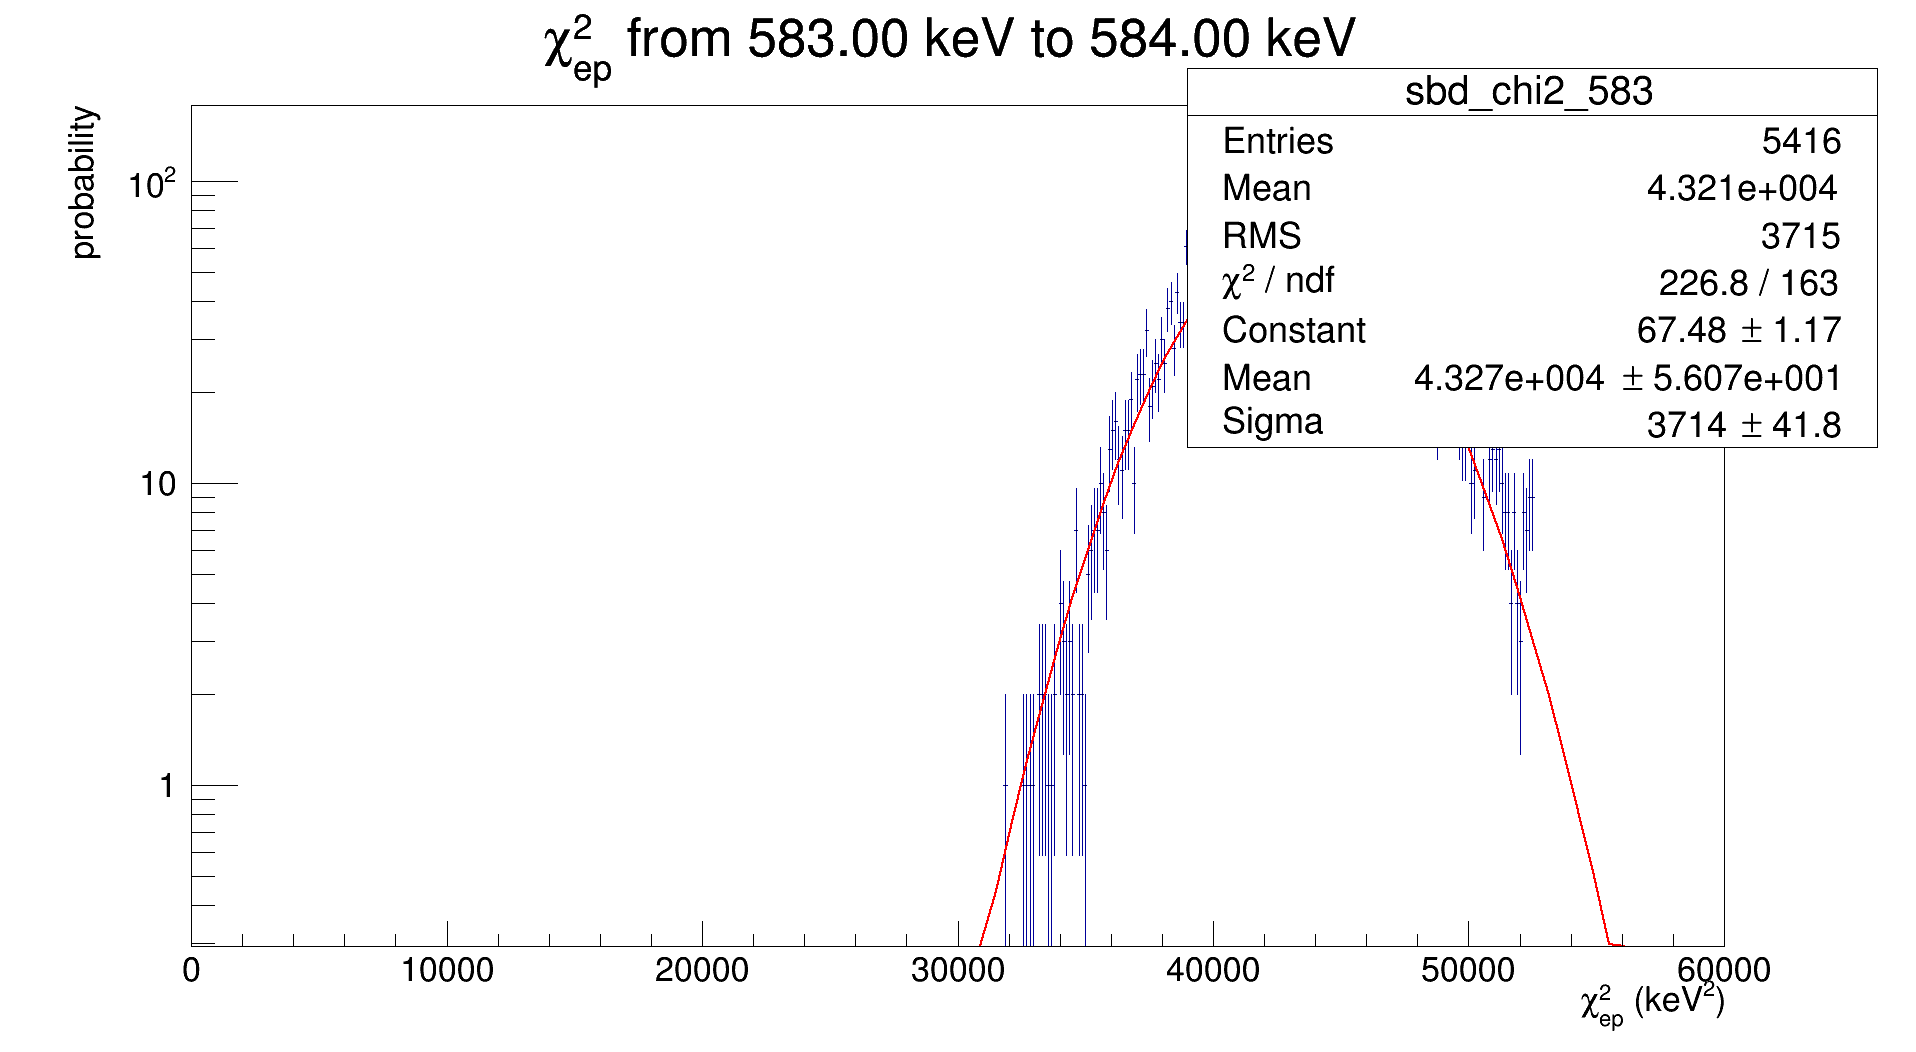 χ²ep from 583.00 keV to 584.00 keV
sbd_chi2_583
Entries 5416
Mean 4.321e+004
RMS 3715
χ² / ndf 226.8 / 163
Constant 67.48 ± 1.17
Mean 4.327e+004 ± 5.607e+001
Sigma 3714 ± 41.8
probability
10²
10
1
0 10000 20000 30000 40000 50000 60000
χ²ep (keV²)